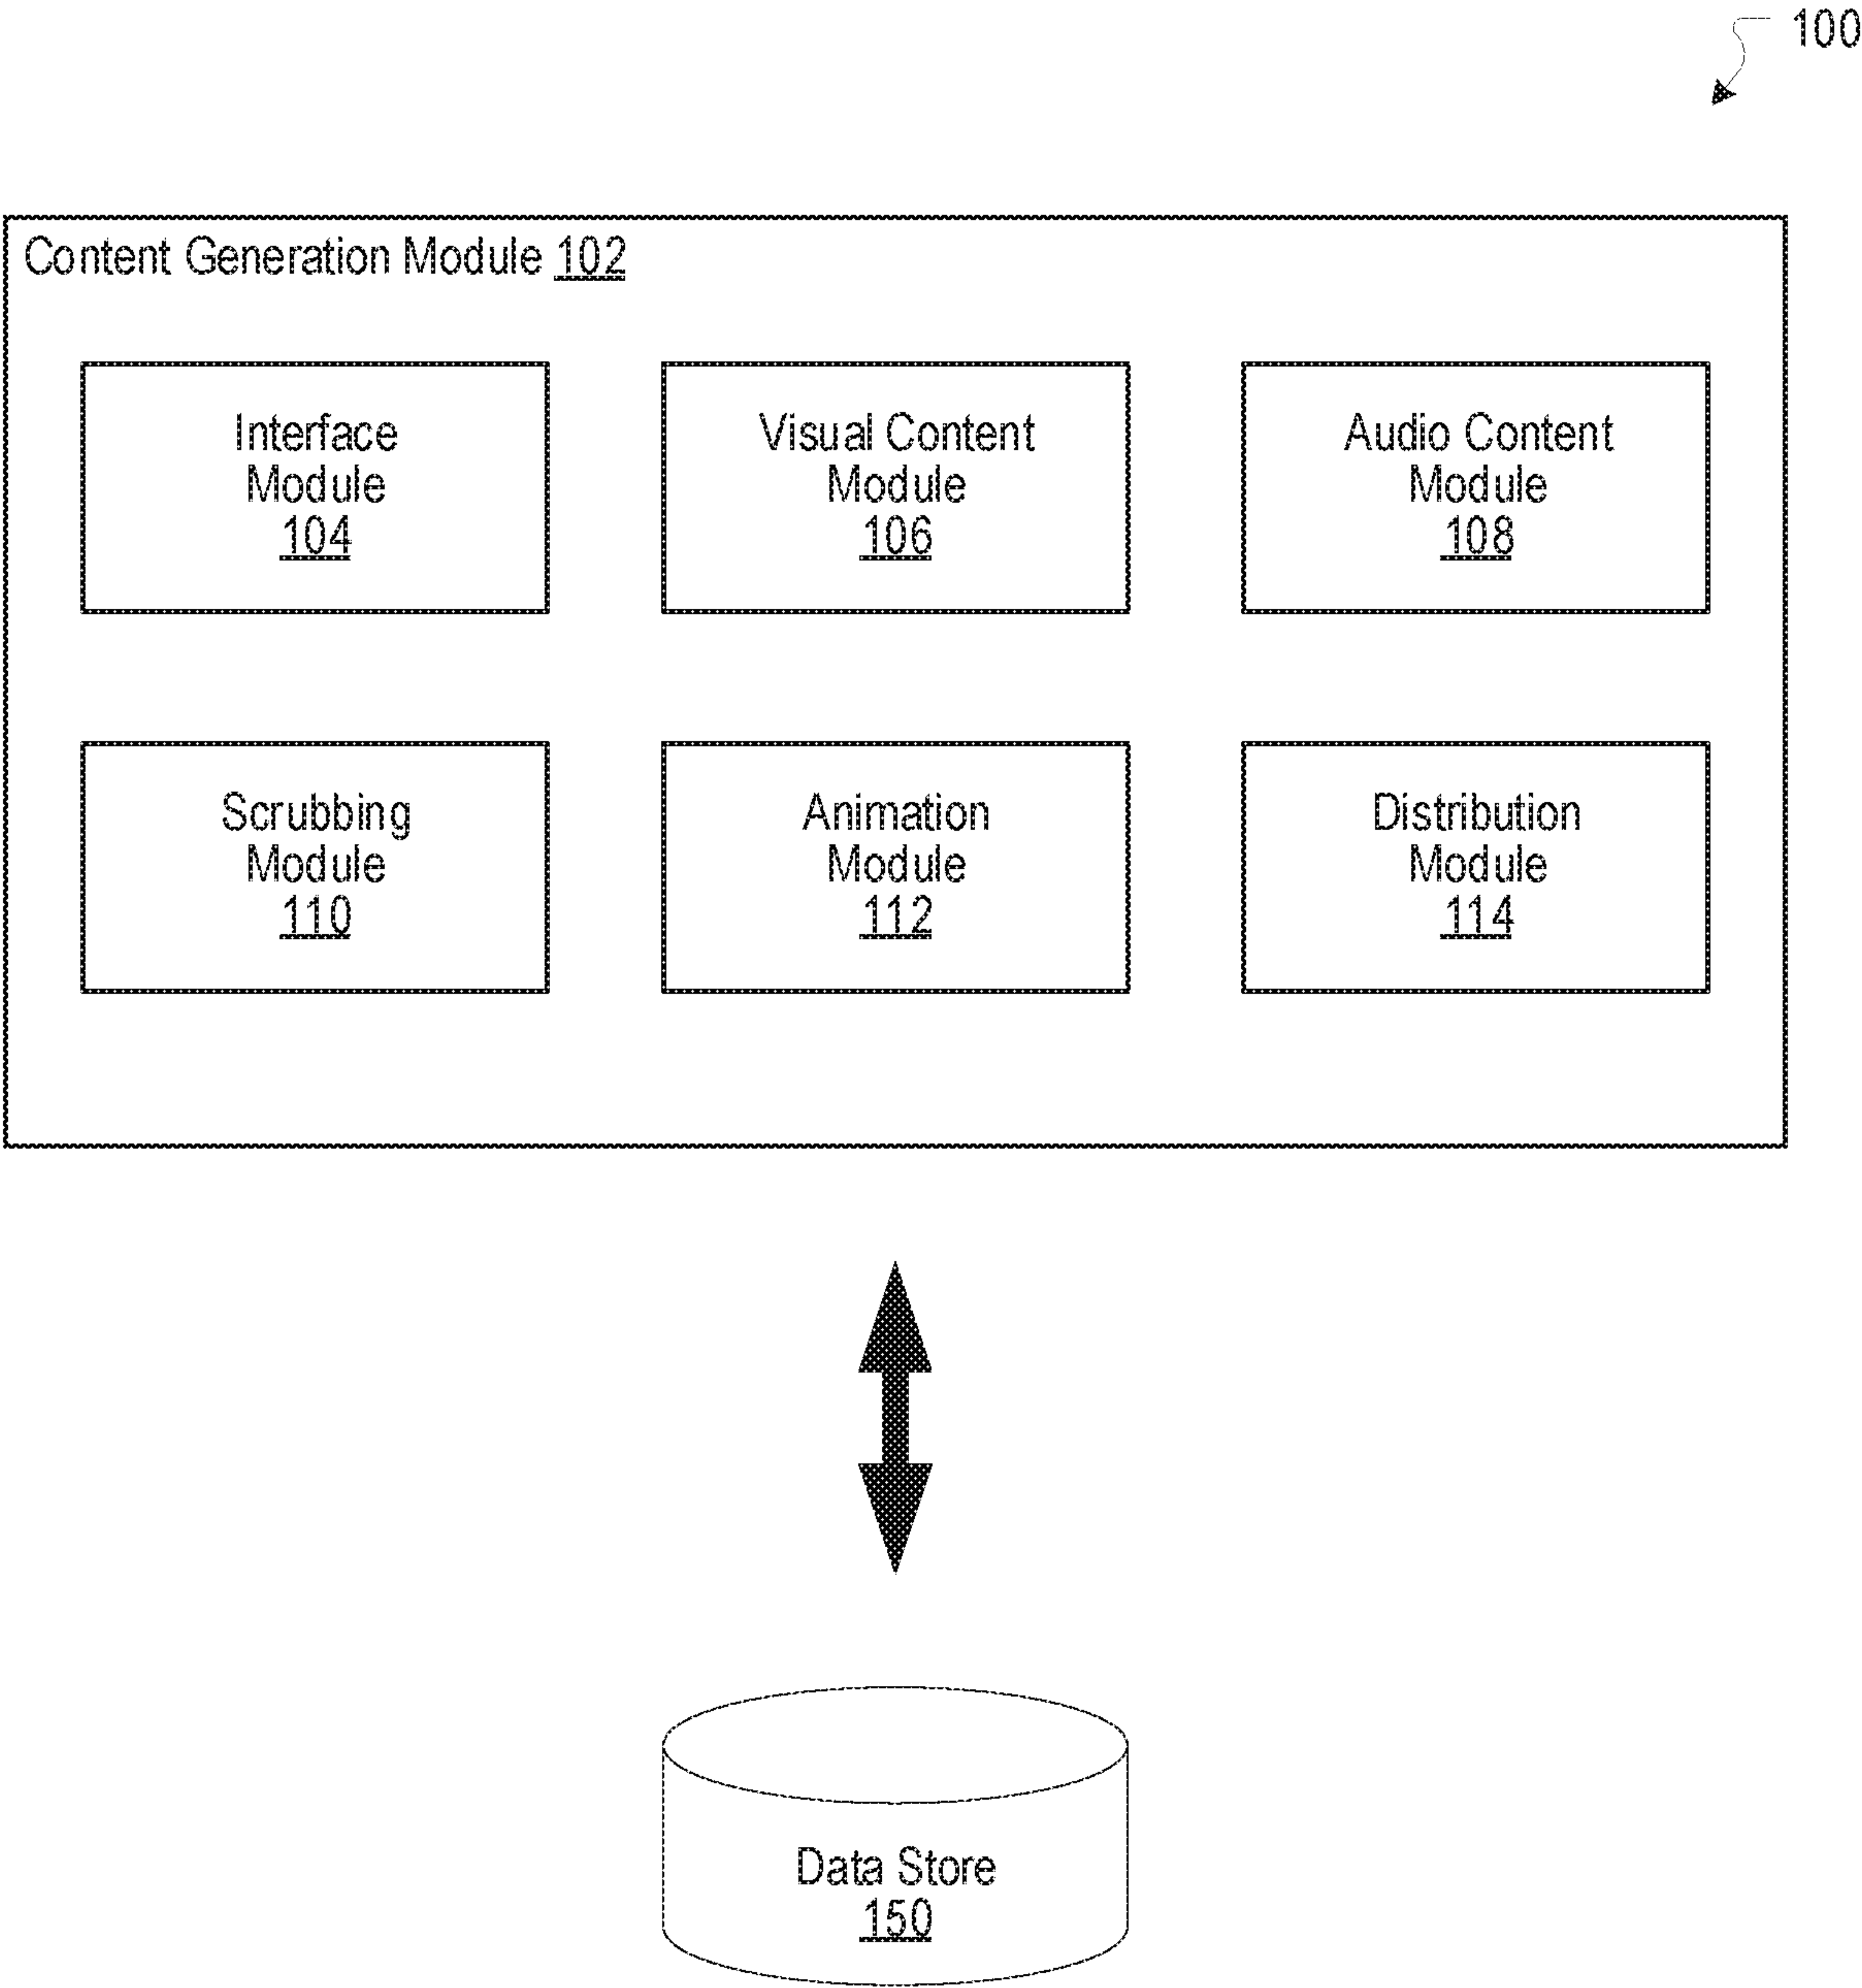 100
Content Generation Module 102
Interface
Module
104
Visual Content
Module
106
Audio Content
Module
108
Scrubbing
Module
110
Animation
Module
112
Distribution
Module
114
Data Store
150